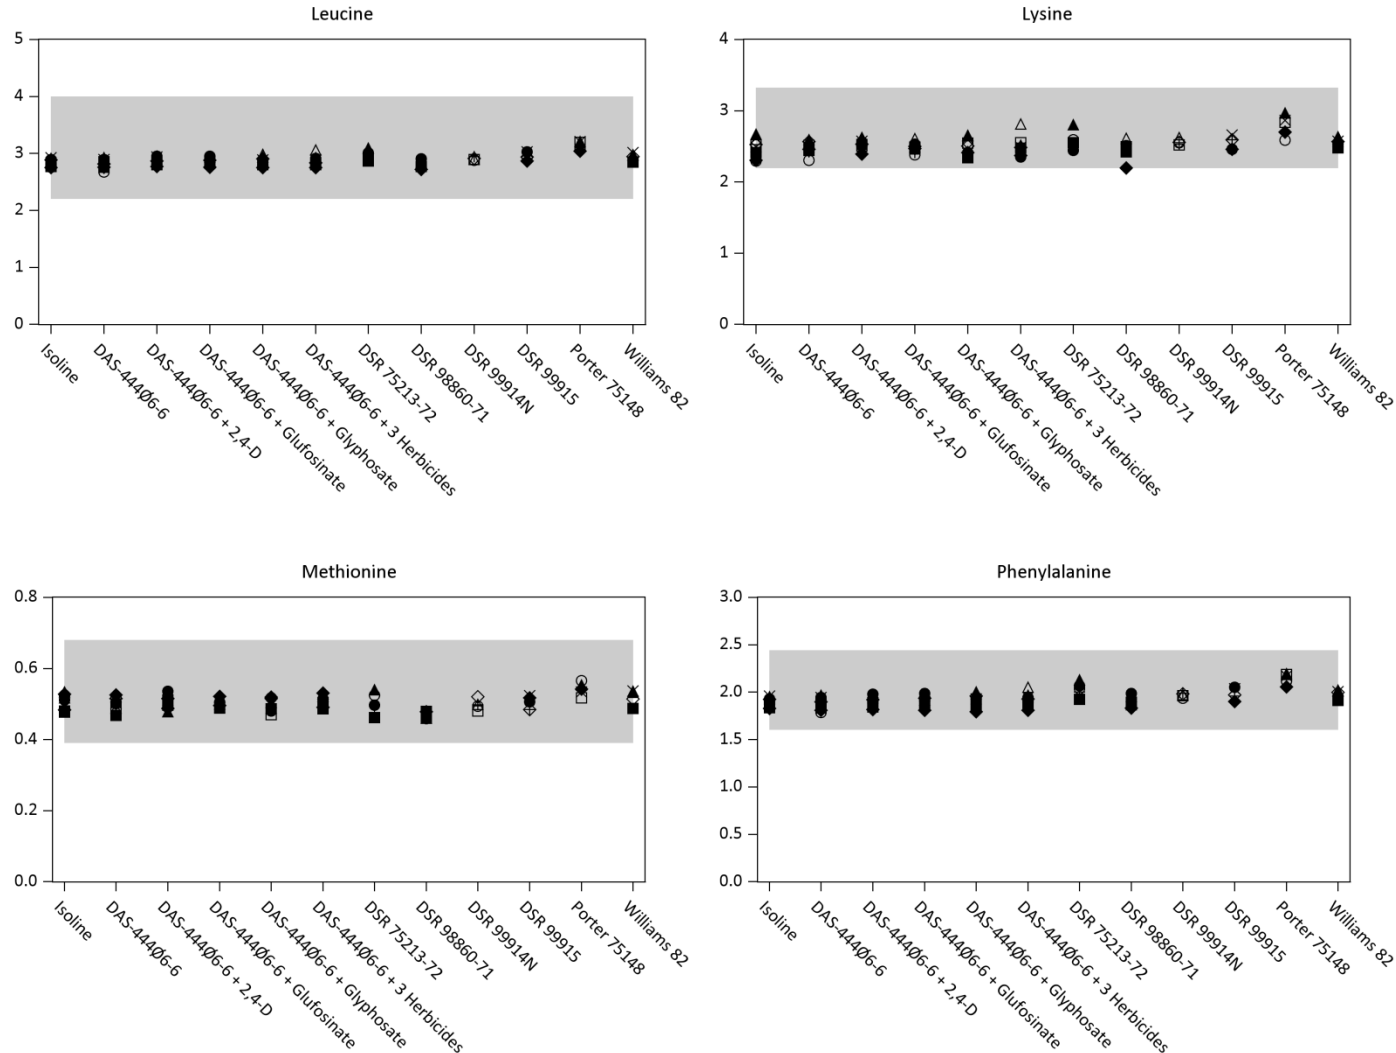 Leucine
5
4
3
2
1
0
Isoline
DAS-444Ø6-6
DAS-444Ø6-6 + 2,4-D
DAS-444Ø6-6 + Glufosinate
DAS-444Ø6-6 + Glyphosate
DAS-444Ø6-6 + 3 Herbicides
DSR 75213-72
DSR 98860-71
DSR 99914N
DSR 99915
Porter 75148
Williams 82
Lysine
4
3
2
1
0
Isoline
DAS-444Ø6-6
DAS-444Ø6-6 + 2,4-D
DAS-444Ø6-6 + Glufosinate
DAS-444Ø6-6 + Glyphosate
DAS-444Ø6-6 + 3 Herbicides
DSR 75213-72
DSR 98860-71
DSR 99914N
DSR 99915
Porter 75148
Williams 82
Methionine
0.8
0.6
0.4
0.2
0.0
Isoline
DAS-444Ø6-6
DAS-444Ø6-6 + 2,4-D
DAS-444Ø6-6 + Glufosinate
DAS-444Ø6-6 + Glyphosate
DAS-444Ø6-6 + 3 Herbicides
DSR 75213-72
DSR 98860-71
DSR 99914N
DSR 99915
Porter 75148
Williams 82
Phenylalanine
3.0
2.5
2.0
1.5
1.0
0.5
0.0
Isoline
DAS-444Ø6-6
DAS-444Ø6-6 + 2,4-D
DAS-444Ø6-6 + Glufosinate
DAS-444Ø6-6 + Glyphosate
DAS-444Ø6-6 + 3 Herbicides
DSR 75213-72
DSR 98860-71
DSR 99914N
DSR 99915
Porter 75148
Williams 82